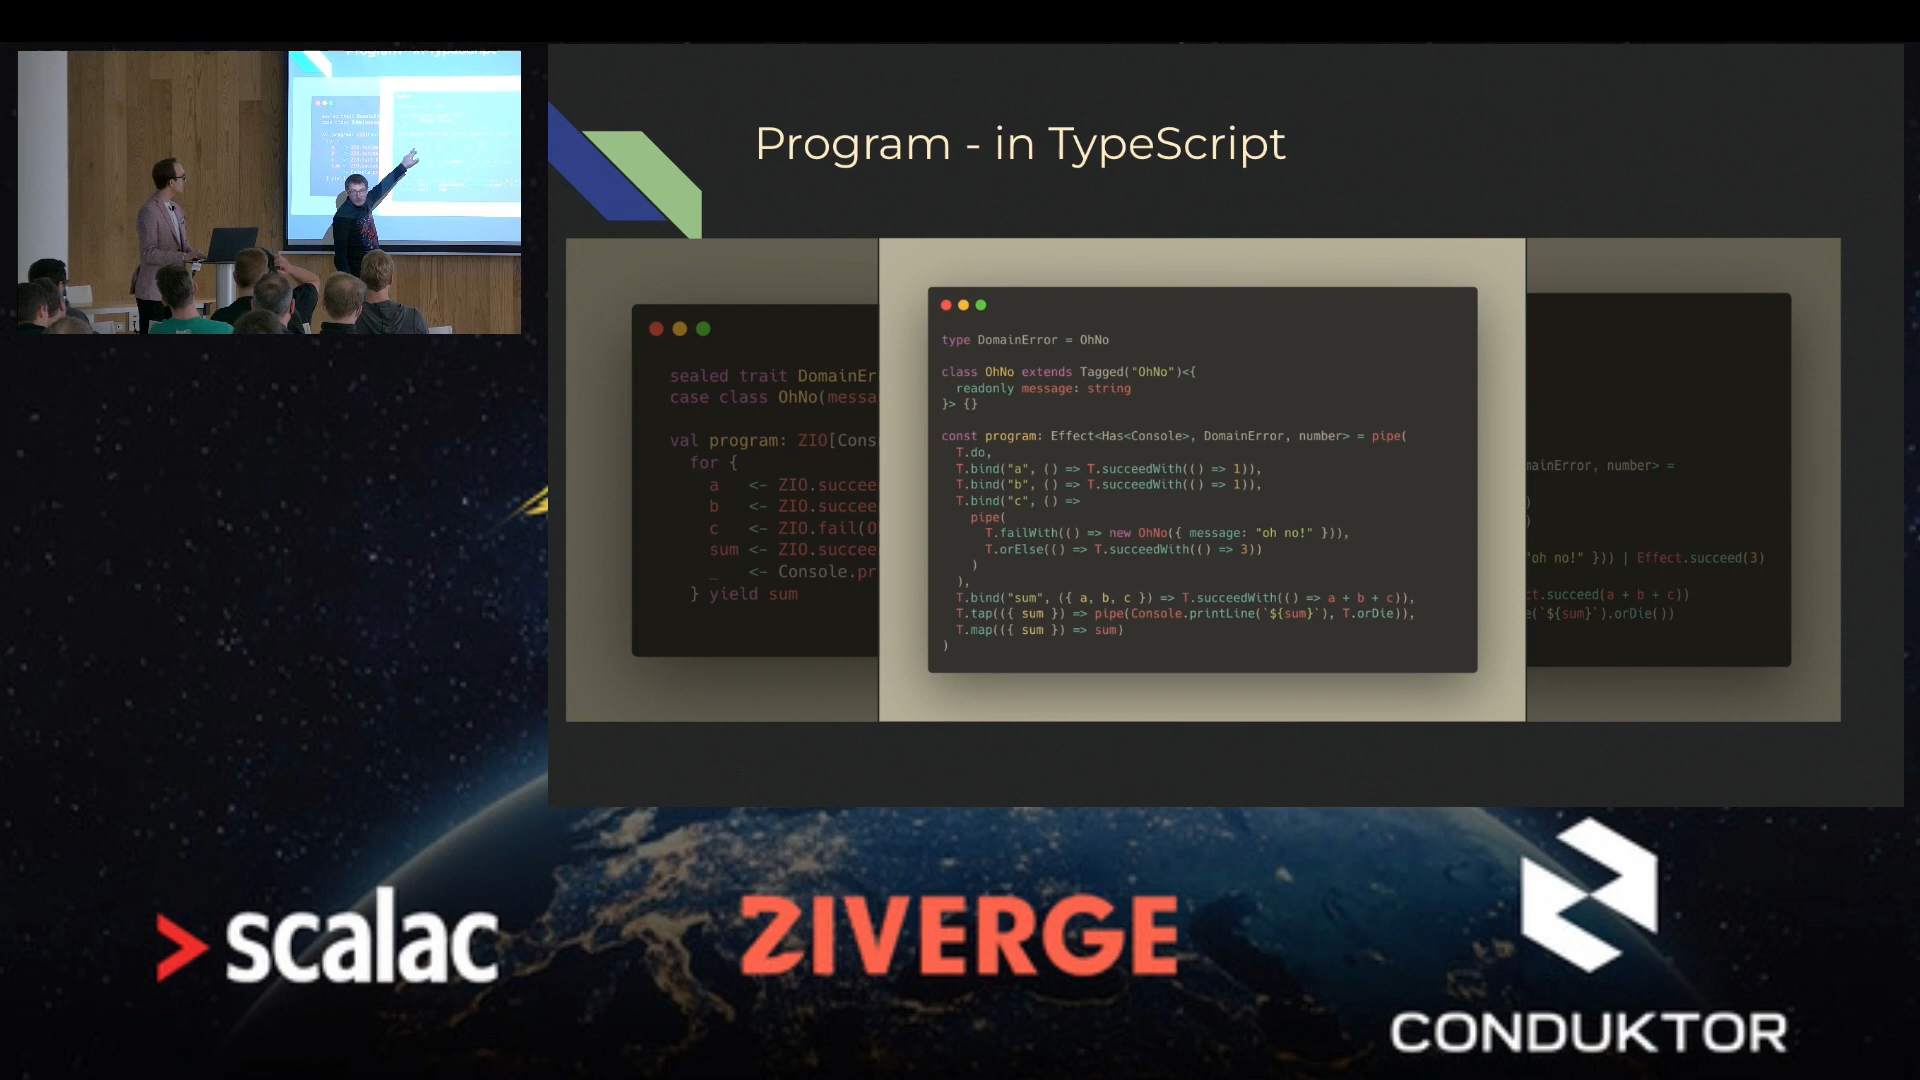 Program - in TypeScript
sealed trait DomainEr
case class OhNo(messa
val program: ZIO[Cons
for {
a <- ZIO.succee
b <- ZIO.succee
c <- ZIO.fail(O
sum <- ZIO.succee
_ <- Console.pr
} yield sum
type DomainError = OhNo
class OhNo extends Tagged("OhNo")<{
readonly message: string
}> {}
const program: Effect<Has<Console>, DomainError, number> = pipe(
T.do,
T.bind("a", () => T.succeedWith(() => 1)),
T.bind("b", () => T.succeedWith(() => 1)),
T.bind("c", () =>
pipe(
T.failWith(() => new OhNo({ message: "oh no!" })),
T.orElse(() => T.succeedWith(() => 3))
)
),
T.bind("sum", ({ a, b, c }) => T.succeedWith(() => a + b + c)),
T.tap(({ sum }) => pipe(Console.printLine(`${sum}`), T.orDie)),
T.map(({ sum }) => sum)
)
mainError, number> =
)
)
"oh no!" })) | Effect.succeed(3)
ct.succeed(a + b + c))
e(`${sum}`).orDie())
scalac
ZIVERGE
CONDUKTOR